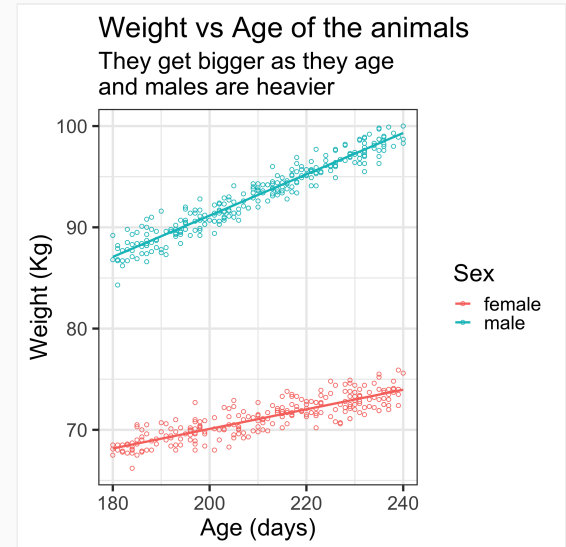 Weight vs Age of the animals
They get bigger as they age
and males are heavier
100
90
80
70
Weight (Kg)
180 200 220 240
Age (days)
Sex
female
male